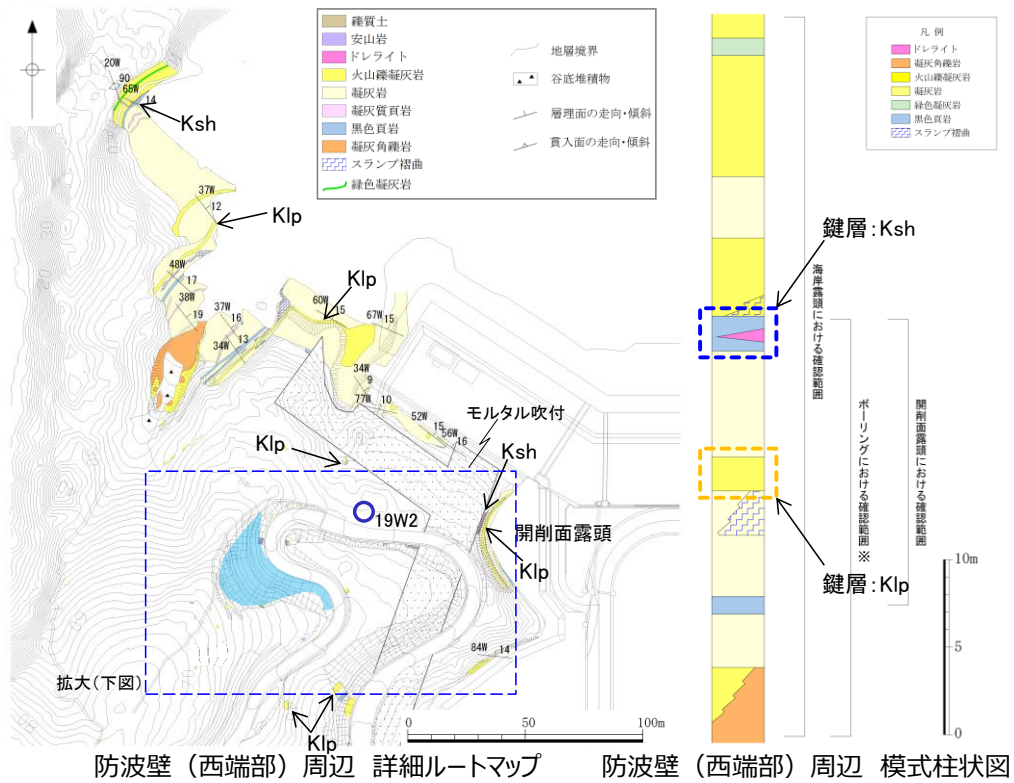 礫質土
安山岩
ドレライト
火山礫凝灰岩
凝灰岩
凝灰質頁岩
黒色頁岩
凝灰角礫岩
スランプ褶曲
緑色凝灰岩
地層境界
谷底堆積物
層理面の走向・傾斜
貫入面の走向・傾斜
20W
90
65W
14
Ksh
37W
12
Klp
48W
17
38W
19
37W
16
34W
13
60W
15
Klp
67W
15
34W
9
77W
10
52W
15
56W
16
モルタル吹付
Klp
Ksh
19W2
開削面露頭
Klp
84W
14
拡大(下図)
Klp
0
50
100m
防波壁（西端部）周辺 詳細ルートマップ
凡 例
ドレライト
凝灰角礫岩
火山礫凝灰岩
凝灰岩
緑色凝灰岩
黒色頁岩
スランプ褶曲
鍵層:Ksh
海岸露頭における確認範囲
ボーリングにおける確認範囲※
開削面露頭における確認範囲
鍵層:Klp
10m
5
0
防波壁（西端部）周辺 模式柱状図